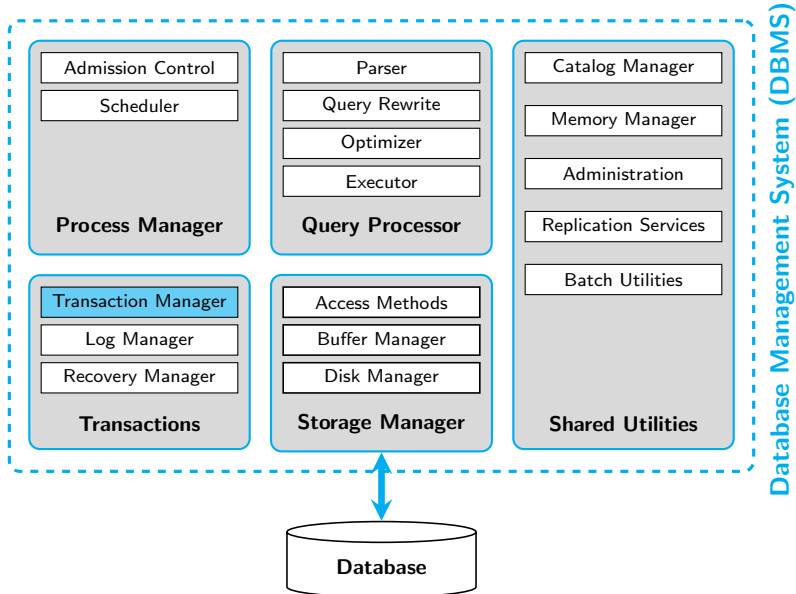 Admission Control
Scheduler
Process Manager
Parser
Query Rewrite
Optimizer
Executor
Query Processor
Catalog Manager
Memory Manager
Administration
Replication Services
Batch Utilities
Shared Utilities
Transaction Manager
Log Manager
Recovery Manager
Transactions
Access Methods
Buffer Manager
Disk Manager
Storage Manager
Database Management System (DBMS)
Database